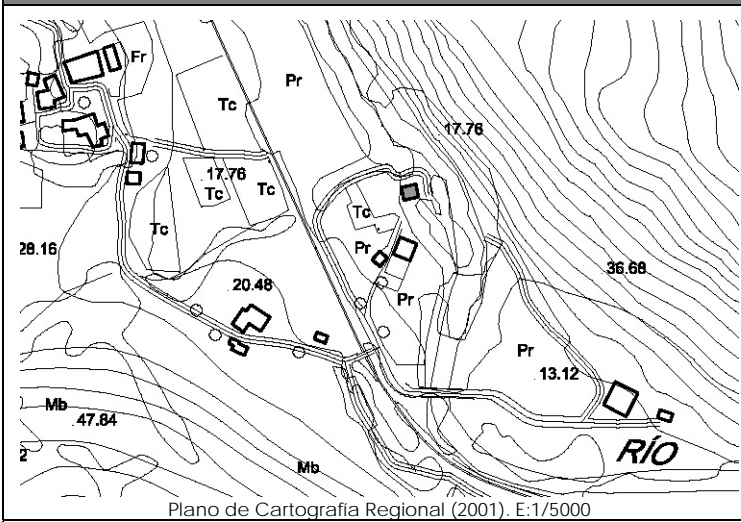 Fr
Pr
Tc
17.76
17.76
Tc
Tc
Tc
Tc
28.16
Pr
36.68
20.48
Pr
Pr
13.12
Mb
47.84
RÍO
2
Mb
Plano de Cartografía Regional (2001). E:1/5000